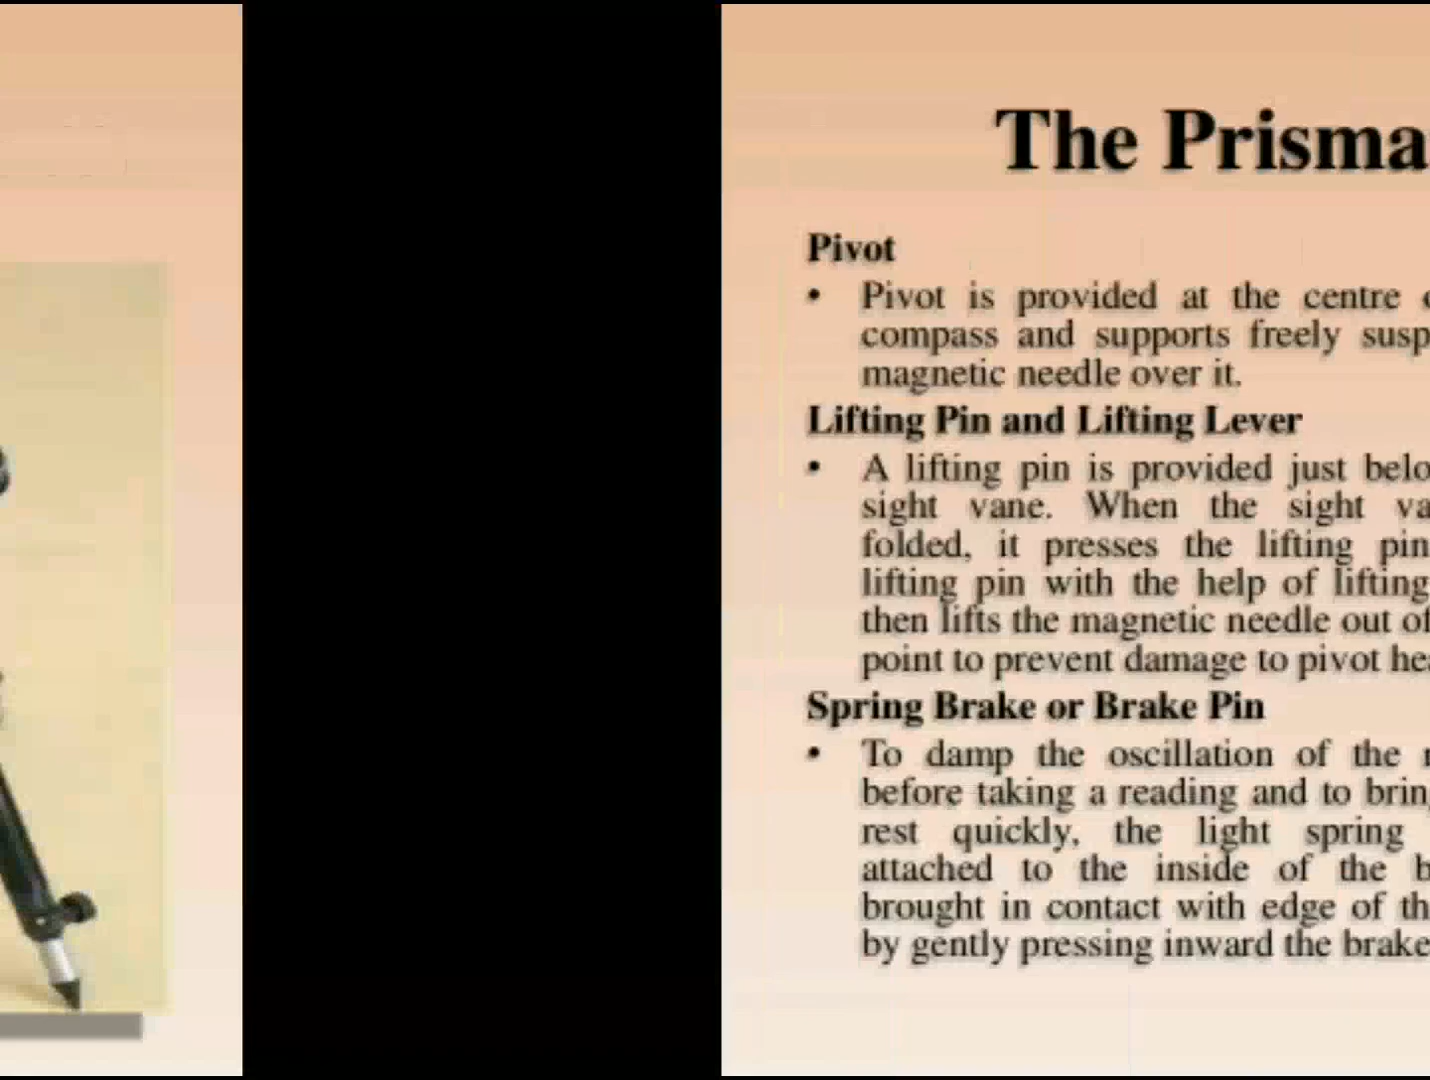 The Prisma
Pivot
• Pivot is provided at the centre
compass and supports freely susp
magnetic needle over it.
Lifting Pin and Lifting Lever
• A lifting pin is provided just belo
sight vane. When the sight va
folded, it presses the lifting pin
lifting pin with the help of lifting
then lifts the magnetic needle out of
point to prevent damage to pivot hea
Spring Brake or Brake Pin
• To damp the oscillation of the
before taking a reading and to bring
rest quickly, the light spring
attached to the inside of the b
brought in contact with edge of th
by gently pressing inward the brake